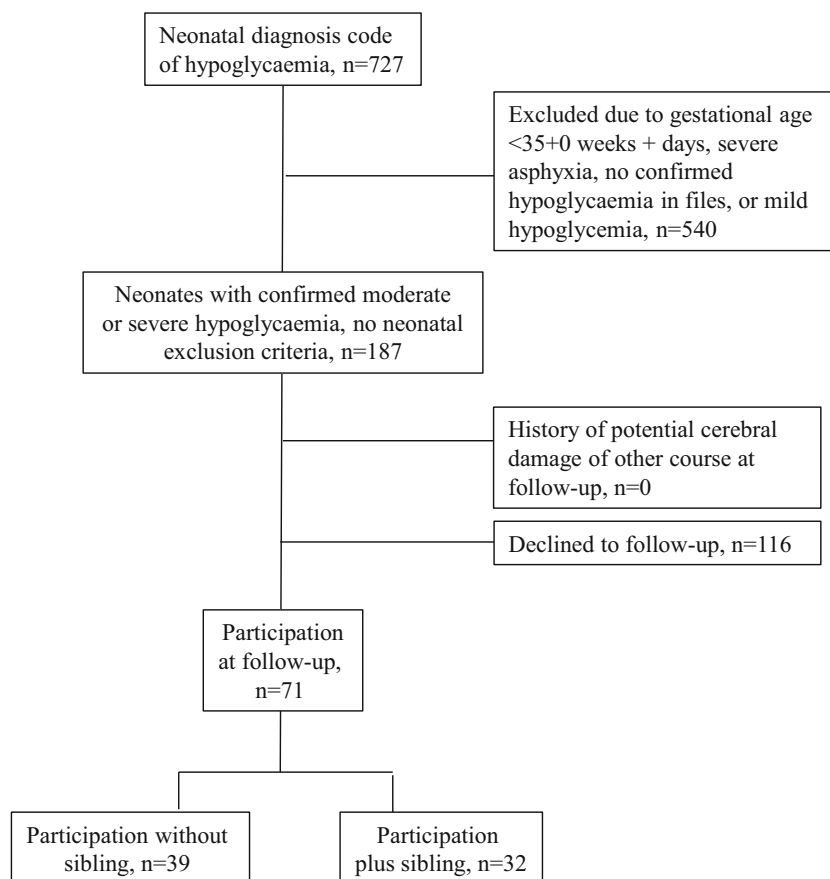 Neonatal diagnosis code
of hypoglycaemia, n=727
Excluded due to gestational age
<35+0 weeks + days, severe
asphyxia, no confirmed
hypoglycaemia in files, or mild
hypoglycemia, n=540
Neonates with confirmed moderate
or severe hypoglycaemia, no neonatal
exclusion criteria, n=187
History of potential cerebral
damage of other course at
follow-up, n=0
Declined to follow-up, n=116
Participation
at follow-up,
n=71
Participation without
sibling, n=39
Participation
plus sibling, n=32